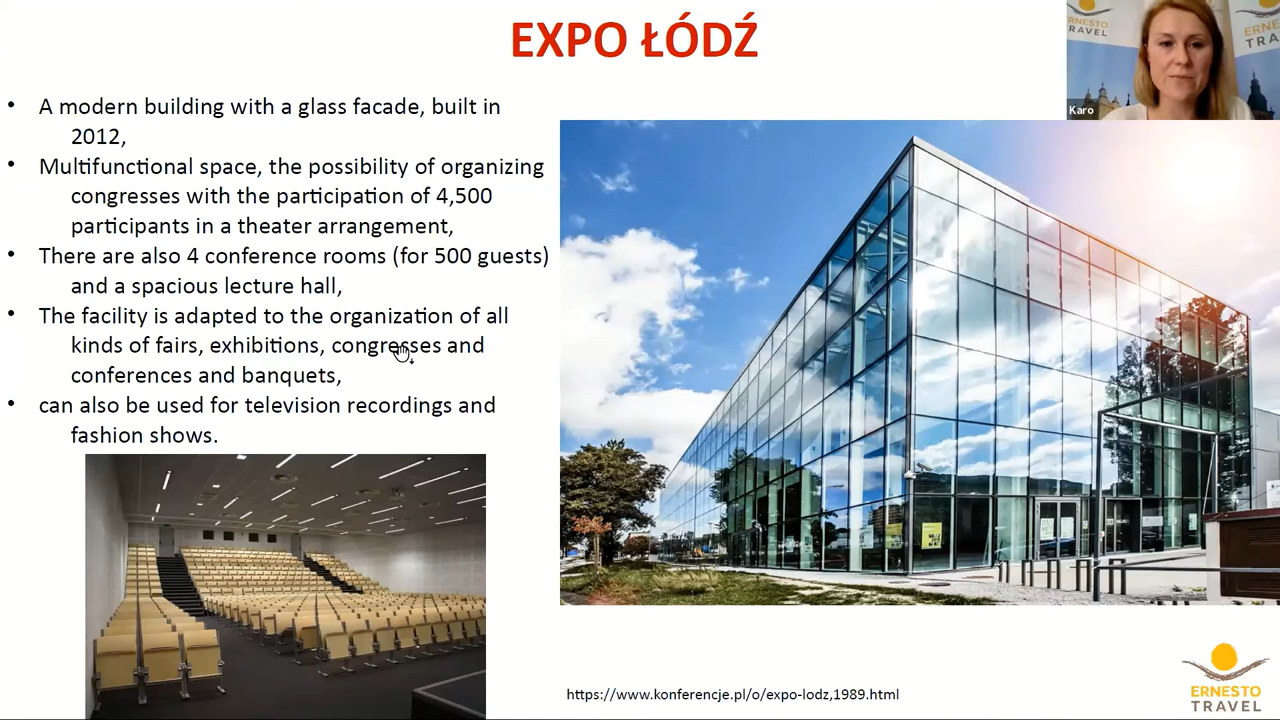 EXPO ŁÓDŹ
ERNESTO
TRAVEL
Karo
• A modern building with a glass facade, built in
2012,
• Multifunctional space, the possibility of organizing
congresses with the participation of 4,500
participants in a theater arrangement,
• There are also 4 conference rooms (for 500 guests)
and a spacious lecture hall,
• The facility is adapted to the organization of all
kinds of fairs, exhibitions, congresses and
conferences and banquets,
• can also be used for television recordings and
fashion shows.
https://www.konferencje.pl/o/expo-lodz,1989.html
ERNESTO
TRAVEL